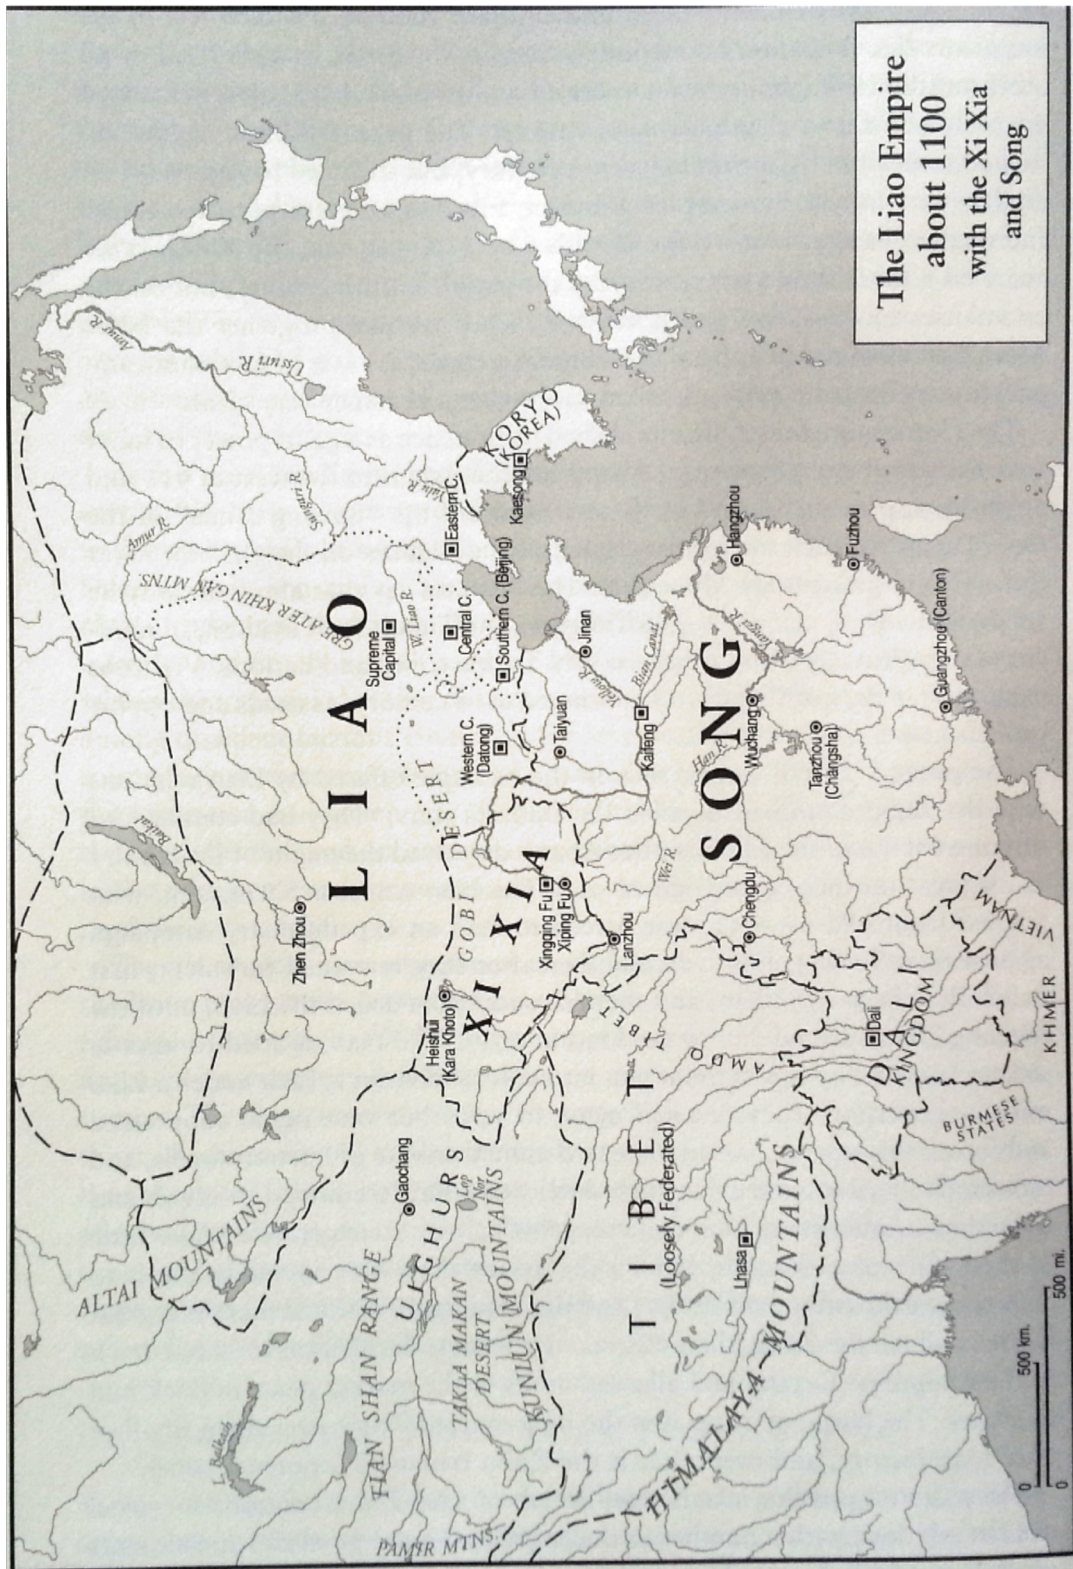 The Liao Empire
about 1100
with the Xi Xia
and Song
ALTAI MOUNTAINS
L. Balkash
TIAN SHAN RANGE
PAMIR MTNS.
UIGHURS
Gaochang
Lop
Nor
TAKLA MAKAN
DESERT
KUNLUN MOUNTAINS
L. Baikal
Zhen Zhou
LIAO
GREATER KHINGAN MTNS.
Amur R.
Amur R.
Ussuri R.
Sungari R.
Yalu R.
Supreme
Capital
W. Liao R.
Eastern C.
Central C.
Southern C. (Beijing)
Western C.
(Datong)
KORYO
(KOREA)
Kaesong
GOBI DESERT
Heishui
(Kara Khoto)
XI XIA
Xingqing Fu
Xiping Fu
Lanzhou
Taiyuan
Jinan
Yellow R.
Bian Canal
Kaifeng
Wei R.
Han R.
SONG
Yangzi R.
Hangzhou
Wuchang
Fuzhou
Tanzhou
(Changsha)
Chengdu
Guangzhou (Canton)
TIBET
(Loosely Federated)
AMDO TIBET
Lhasa
HIMALAYA MOUNTAINS
Dali
DALI
KINGDOM
BURMESE
STATES
VIETNAM
KHMER
0
500 km.
0
500 mi.